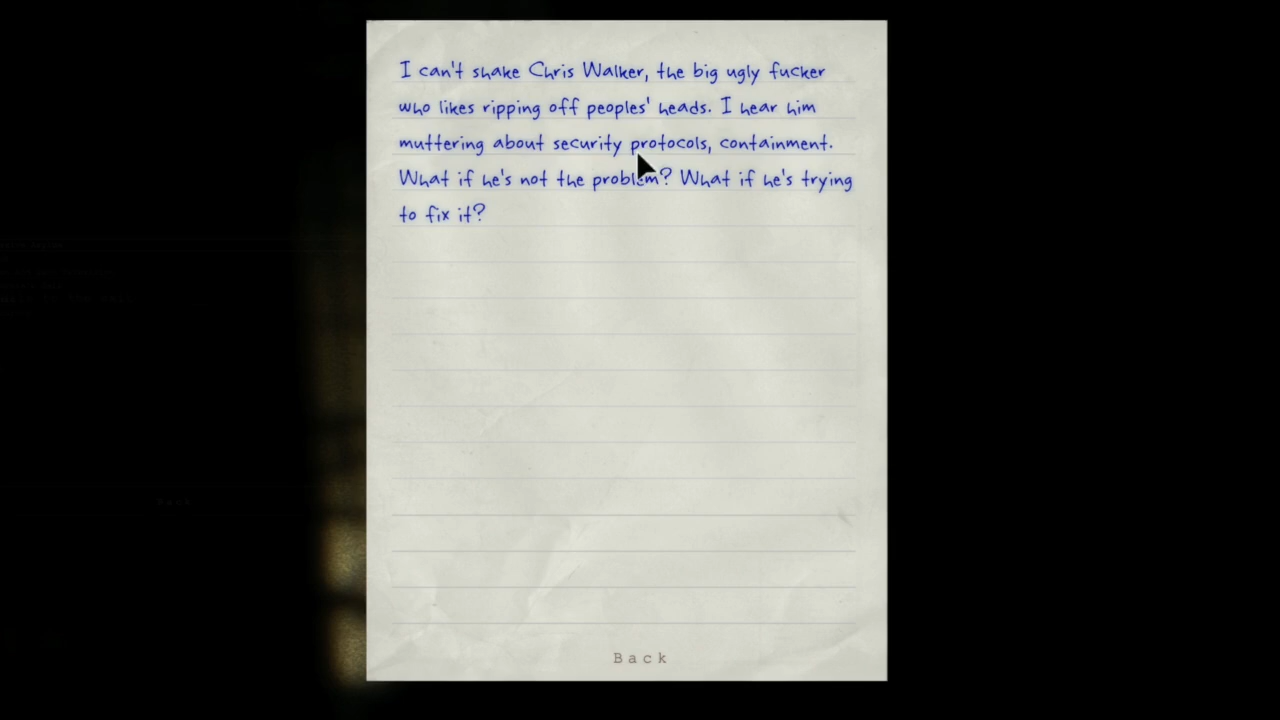 I can't shake Chris Walker, the big ugly fucker
who likes ripping off peoples' heads. I hear him
muttering about security protocols, containment.
What if he's not the problem? What if he's trying
to fix it?
Back